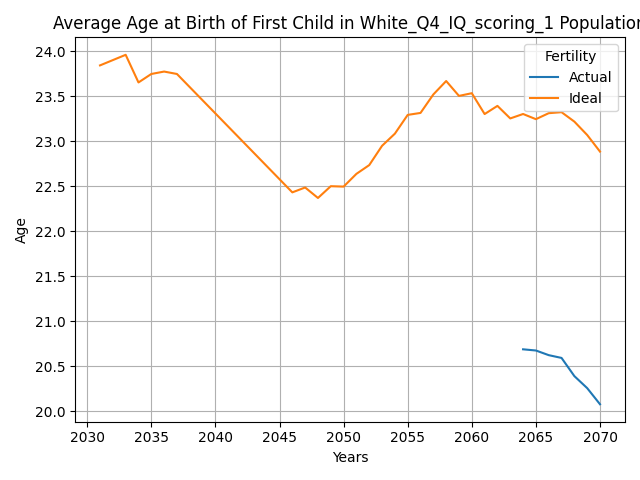 Average Age at Birth of First Child in White_Q4_IQ_scoring_1 Population
Fertility
Actual
Ideal
24.0
23.5
23.0
22.5
22.0
21.5
21.0
20.5
20.0
Age
2030 2035 2040 2045 2050 2055 2060 2065 2070
Years